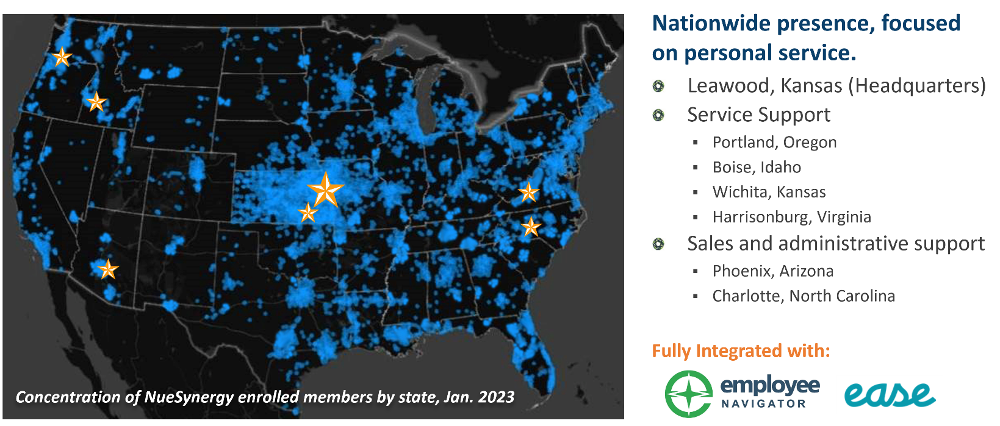 Nationwide presence, focused
on personal service.
Leawood, Kansas (Headquarters)
Service Support
Portland, Oregon
Boise, Idaho
Wichita, Kansas
Harrisonburg, Virginia
Sales and administrative support
Phoenix, Arizona
Charlotte, North Carolina
Fully Integrated with:
employee
NAVIGATOR
ease
Concentration of NueSynergy enrolled members by state, Jan. 2023